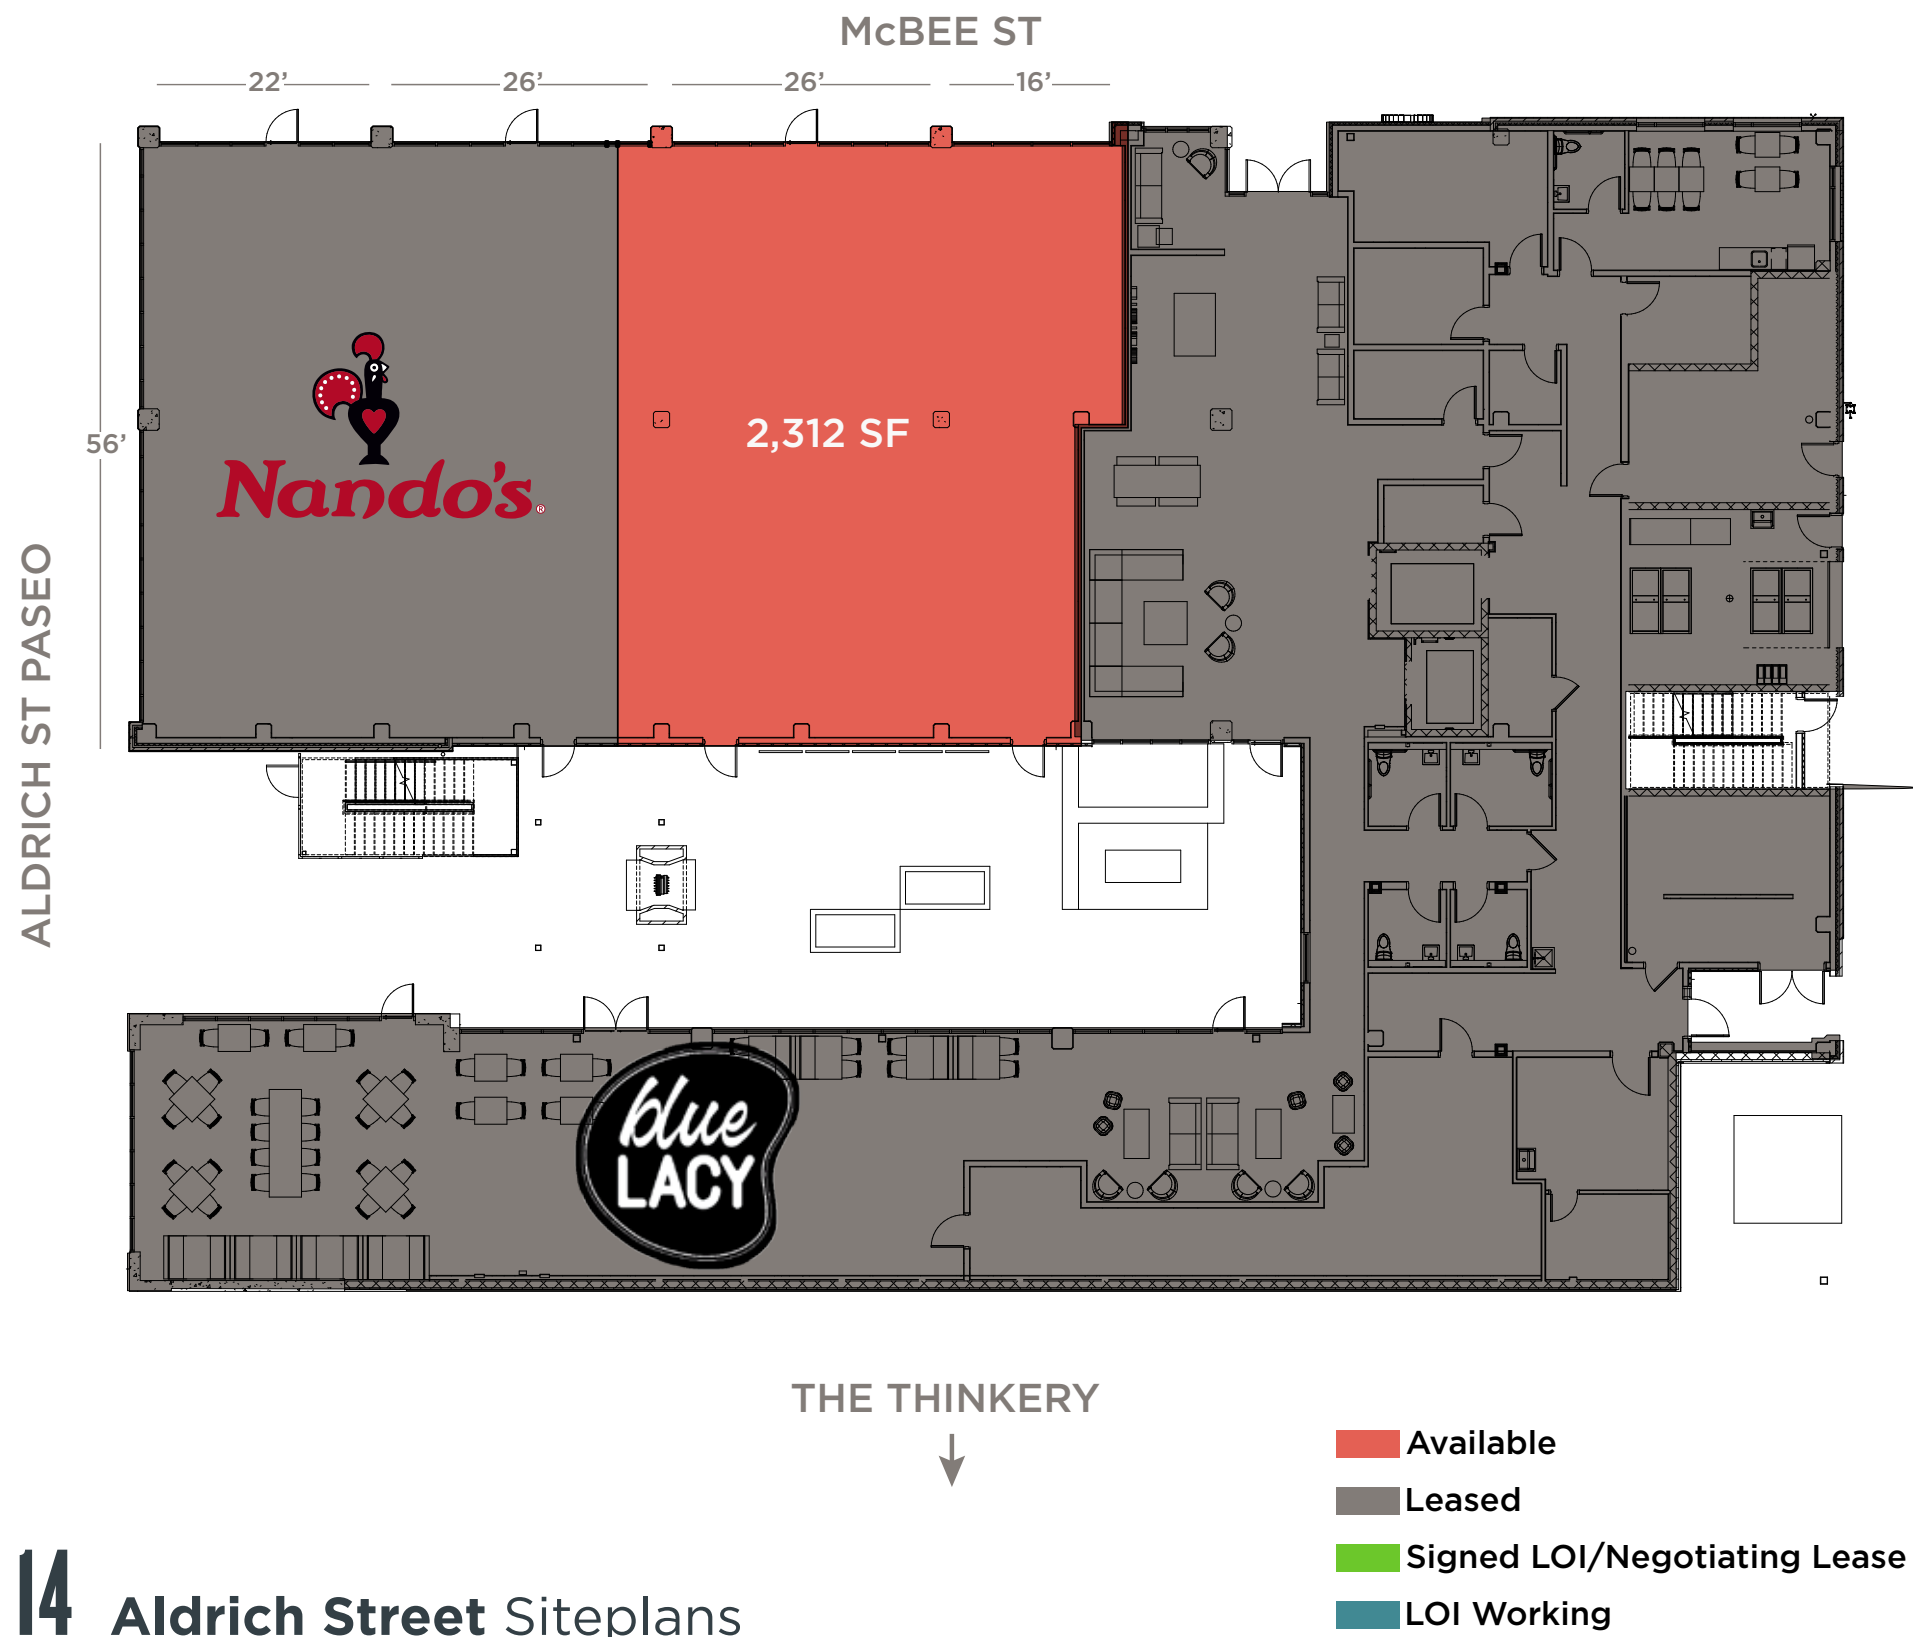 McBEE ST
22’ 26’ 26’ 16’
56’
ALDRICH ST PASEO
Nando’s®
2,312 SF
blue
LACY
THE THINKERY
Available
Leased
Signed LOI/Negotiating Lease
LOI Working
14 Aldrich Street Siteplans